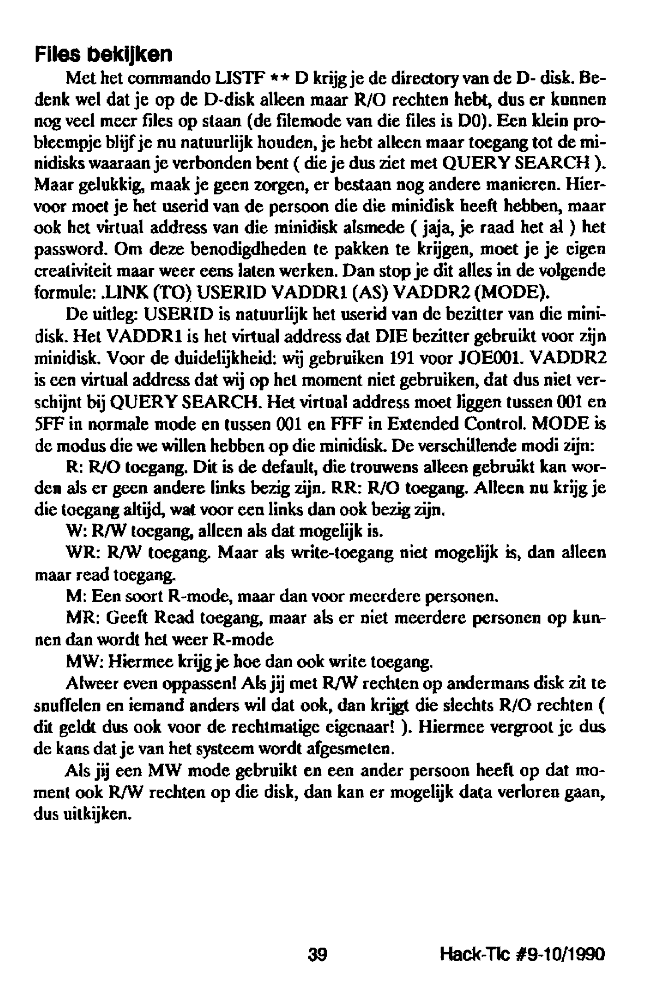 Files bekijken
Met het commando LISTF ** D krijg je de directory van de D- disk. Be-
denk wel dat je op de D-disk alleen maar R/O rechten hebt, dus er kunnen
nog veel meer files op staan (de filemode van die files is D0). Een klein pro-
bleempje blijf je nu natuurlijk houden, je hebt alleen maar toegang tot de mi-
nidisks waaraan je verbonden bent ( die je dus ziet met QUERY SEARCH ).
Maar gelukkig, maak je geen zorgen, er bestaan nog andere manieren. Hier-
voor moet je het userid van de persoon die die minidisk heeft hebben, maar
ook het virtual address van die minidisk alsmede ( jaja, je raad het al ) het
password. Om deze benodigdheden te pakken te krijgen, moet je je eigen
creativiteit maar weer eens laten werken. Dan stop je dit alles in de volgende
formule: .LINK (TO) USERID VADDR1 (AS) VADDR2 (MODE).
De uitleg: USERID is natuurlijk het userid van de bezitter van die mini-
disk. Het VADDR1 is het virtual address dat DIE bezitter gebruikt voor zijn
minidisk. Voor de duidelijkheid: wij gebruiken 191 voor JOE001. VADDR2
is een virtual address dat wij op het moment niet gebruiken, dat dus niet ver-
schijnt bij QUERY SEARCH. Het virtual address moet liggen tussen 001 en
5FF in normale mode en tussen 001 en FFF in Extended Control. MODE is
de modus die we willen hebben op die minidisk. De verschillende modi zijn:
R: R/O toegang. Dit is de default, die trouwens alleen gebruikt kan wor-
den als er geen andere links bezig zijn. RR: R/O toegang. Alleen nu krijg je
die toegang altijd, wat voor een links dan ook bezig zijn.
W: R/W toegang, alleen als dat mogelijk is.
WR: R/W toegang. Maar als write-toegang niet mogelijk is, dan alleen
maar read toegang.
M: Een soort R-mode, maar dan voor meerdere personen.
MR: Geeft Read toegang, maar als er niet meerdere personen op kun-
nen dan wordt het weer R-mode
MW: Hiermee krijg je hoe dan ook write toegang.
Alweer even oppassen! Als jij met R/W rechten op andermans disk zit te
snuffelen en iemand anders wil dat ook, dan krijgt die slechts R/O rechten (
dit geldt dus ook voor de rechtmatige eigenaar! ). Hiermee vergroot je dus
de kans dat je van het systeem wordt afgesmeten.
Als jij een MW mode gebruikt en een ander persoon heeft op dat mo-
ment ook R/W rechten op die disk, dan kan er mogelijk data verloren gaan,
dus uitkijken.
39 Hack-Tic #9-10/1990